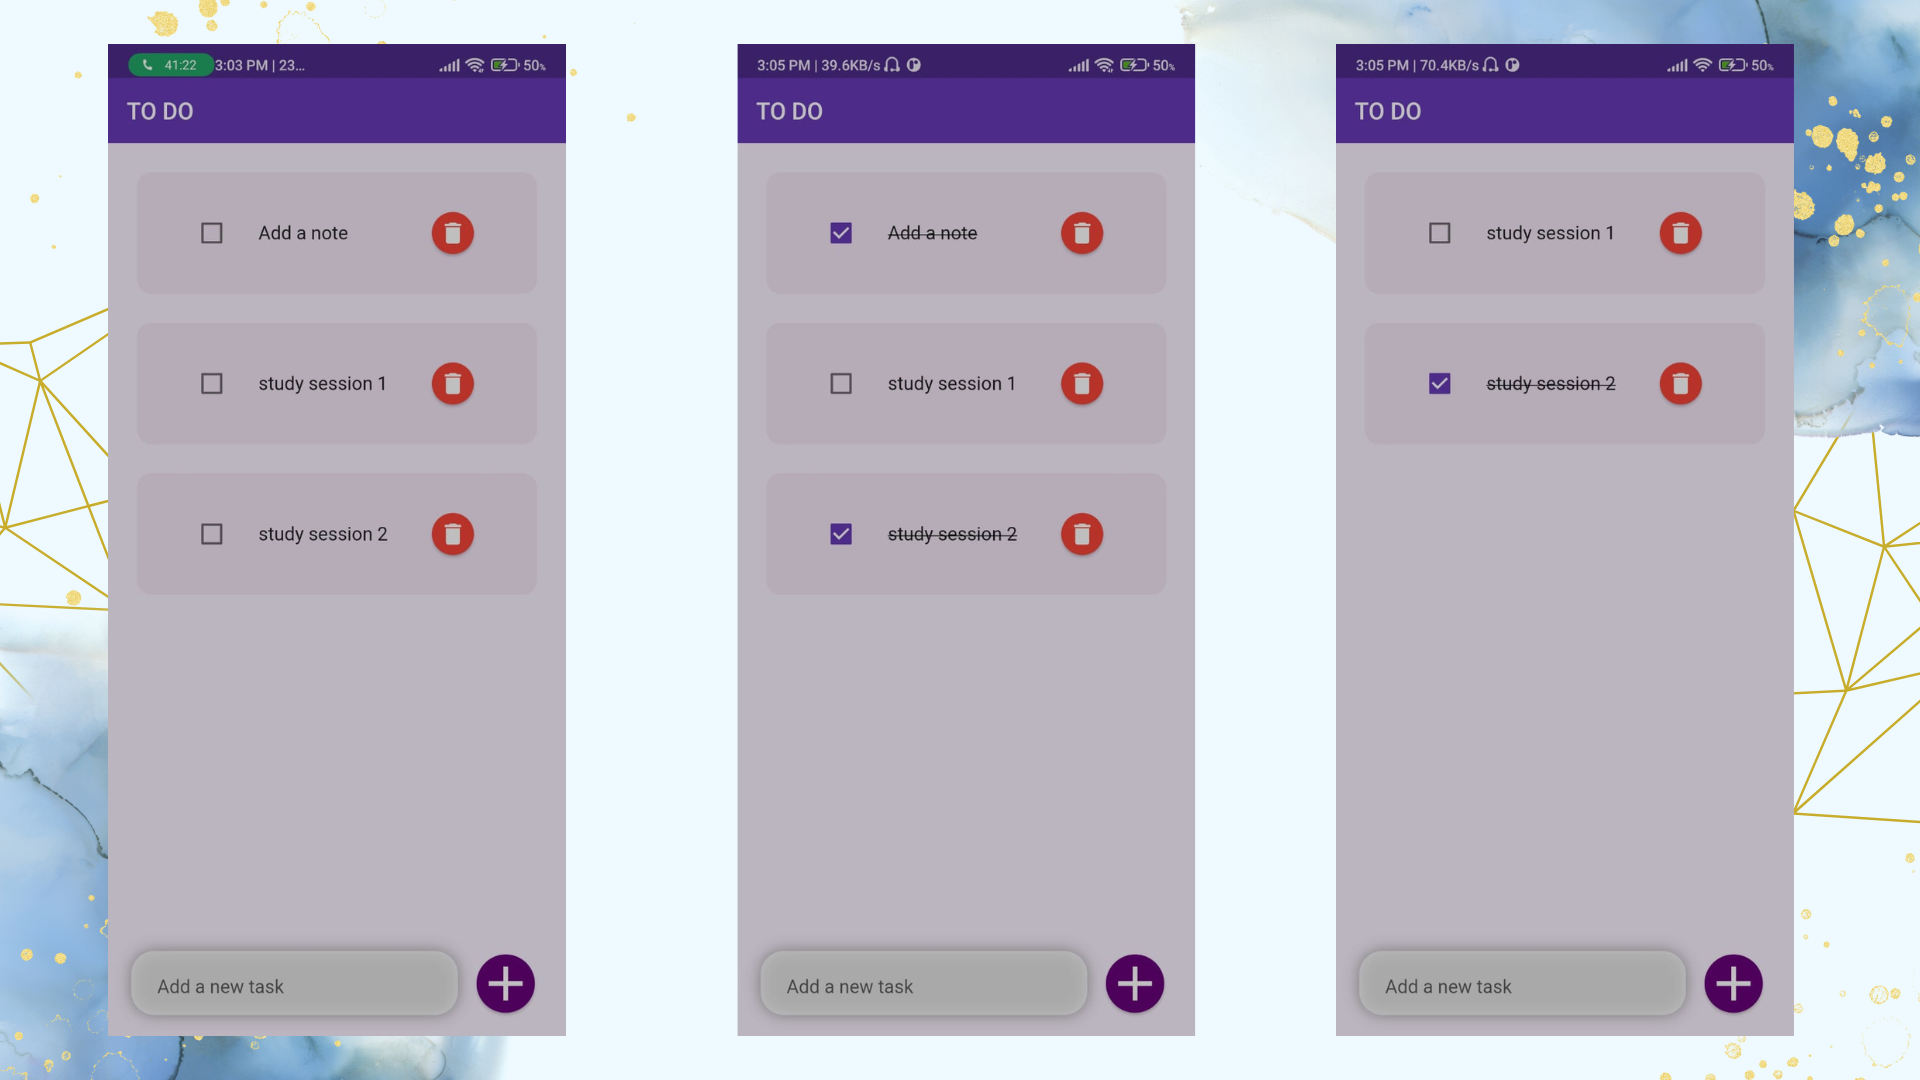 41:22 3:03 PM | 23... 50%
TO DO
Add a note
study session 1
study session 2
Add a new task
3:05 PM | 39.6KB/s 50%
TO DO
Add a note
study session 1
study session 2
Add a new task
3:05 PM | 70.4KB/s 50%
TO DO
study session 1
study session 2
Add a new task